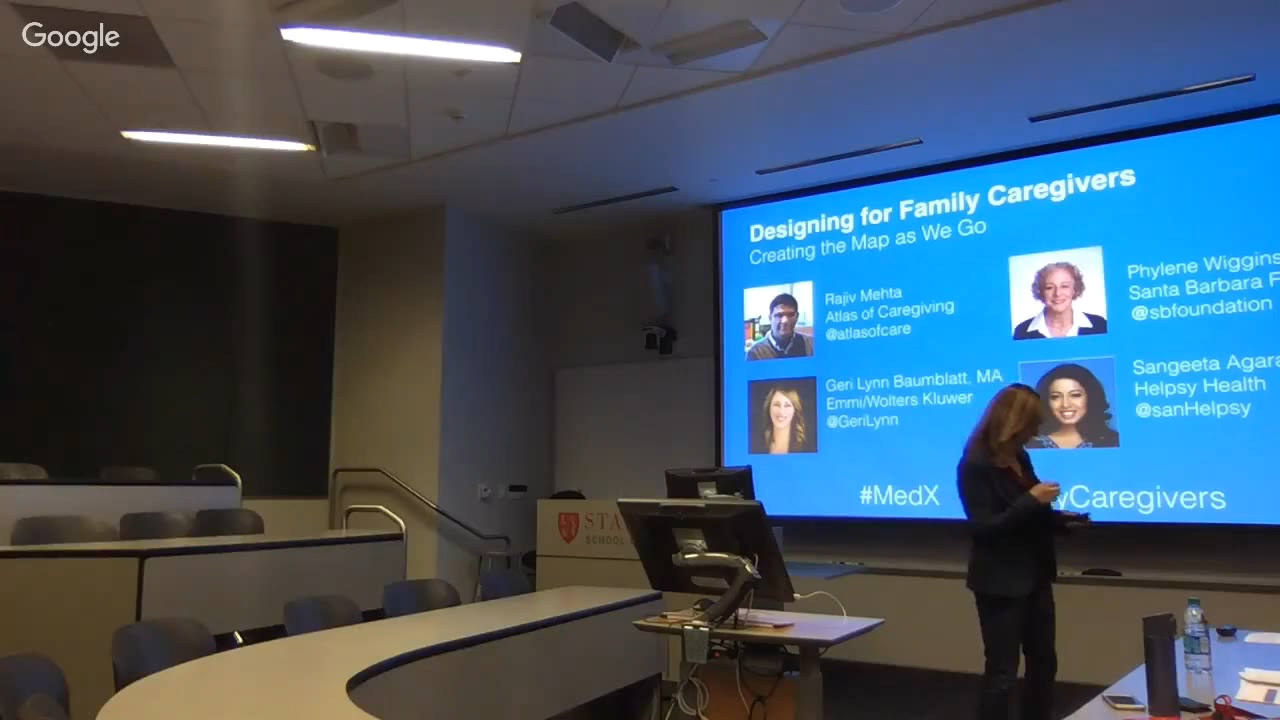 Google
Designing for Family Caregivers
Creating the Map as We Go
Rajiv Mehta
Atlas of Caregiving
@atlasofcare
Phylene Wiggins
Santa Barbara F
@sbfoundation
Geri Lynn Baumblatt, MA
Emmi/Wolters Kluwer
@GeriLynn
Sangeeta Agara
Helpsy Health
@sanHelpsy
#MedX
yCaregivers
STA
SCHOOL